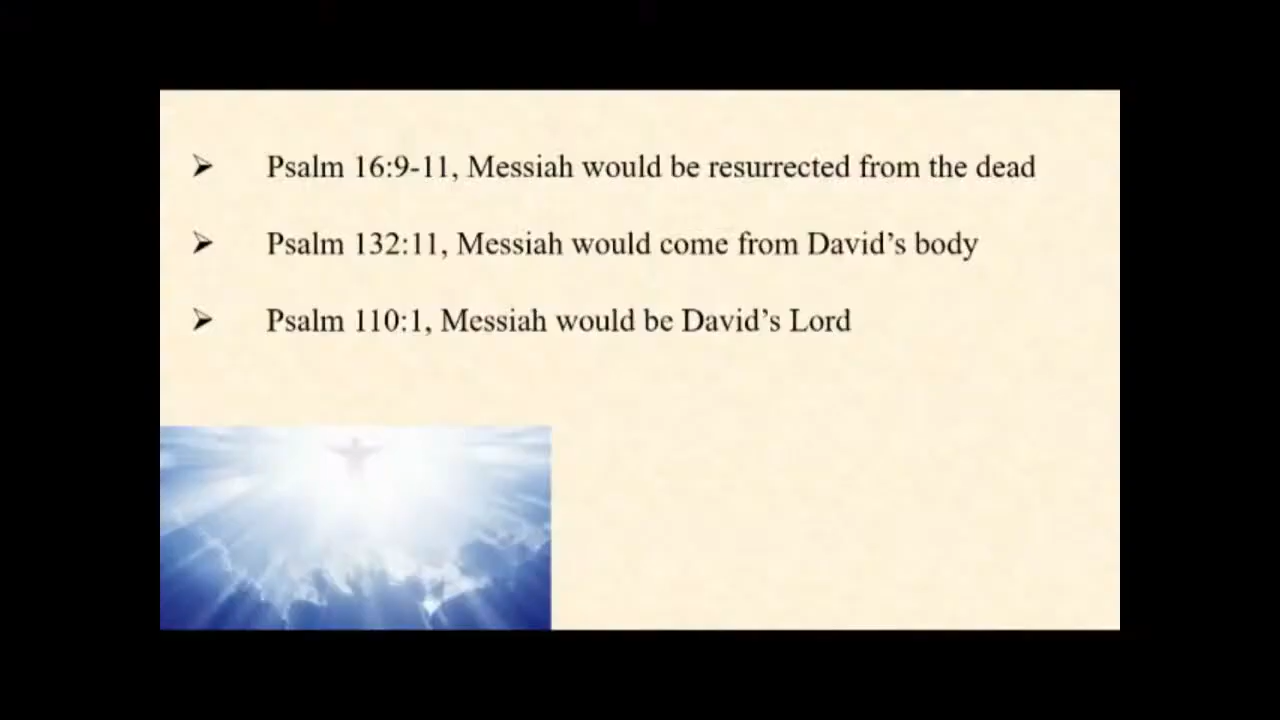 ➢ Psalm 16:9-11, Messiah would be resurrected from the dead
➢ Psalm 132:11, Messiah would come from David’s body
➢ Psalm 110:1, Messiah would be David’s Lord